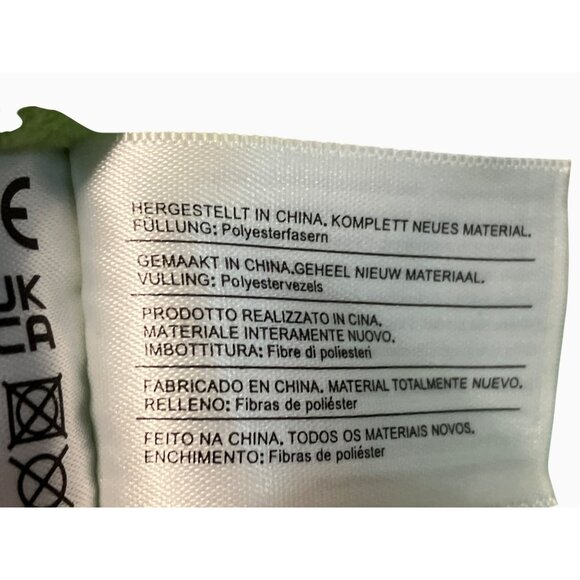 HERGESTELLT IN CHINA. KOMPLETT NEUES MATERIAL.
FÜLLUNG: Polyesterfasern
GEMAAKT IN CHINA.GEHEEL NIEUW MATERIAAL.
VULLING: Polyestervezels
PRODOTTO REALIZZATO IN CINA.
MATERIALE INTERAMENTE NUOVO.
IMBOTTITURA: Fibre di poliesteri
FABRICADO EN CHINA. MATERIAL TOTALMENTE NUEVO.
RELLENO: Fibras de poliéster
FEITO NA CHINA. TODOS OS MATERIAIS NOVOS.
ENCHIMENTO: Fibras de poliéster
UK
CA